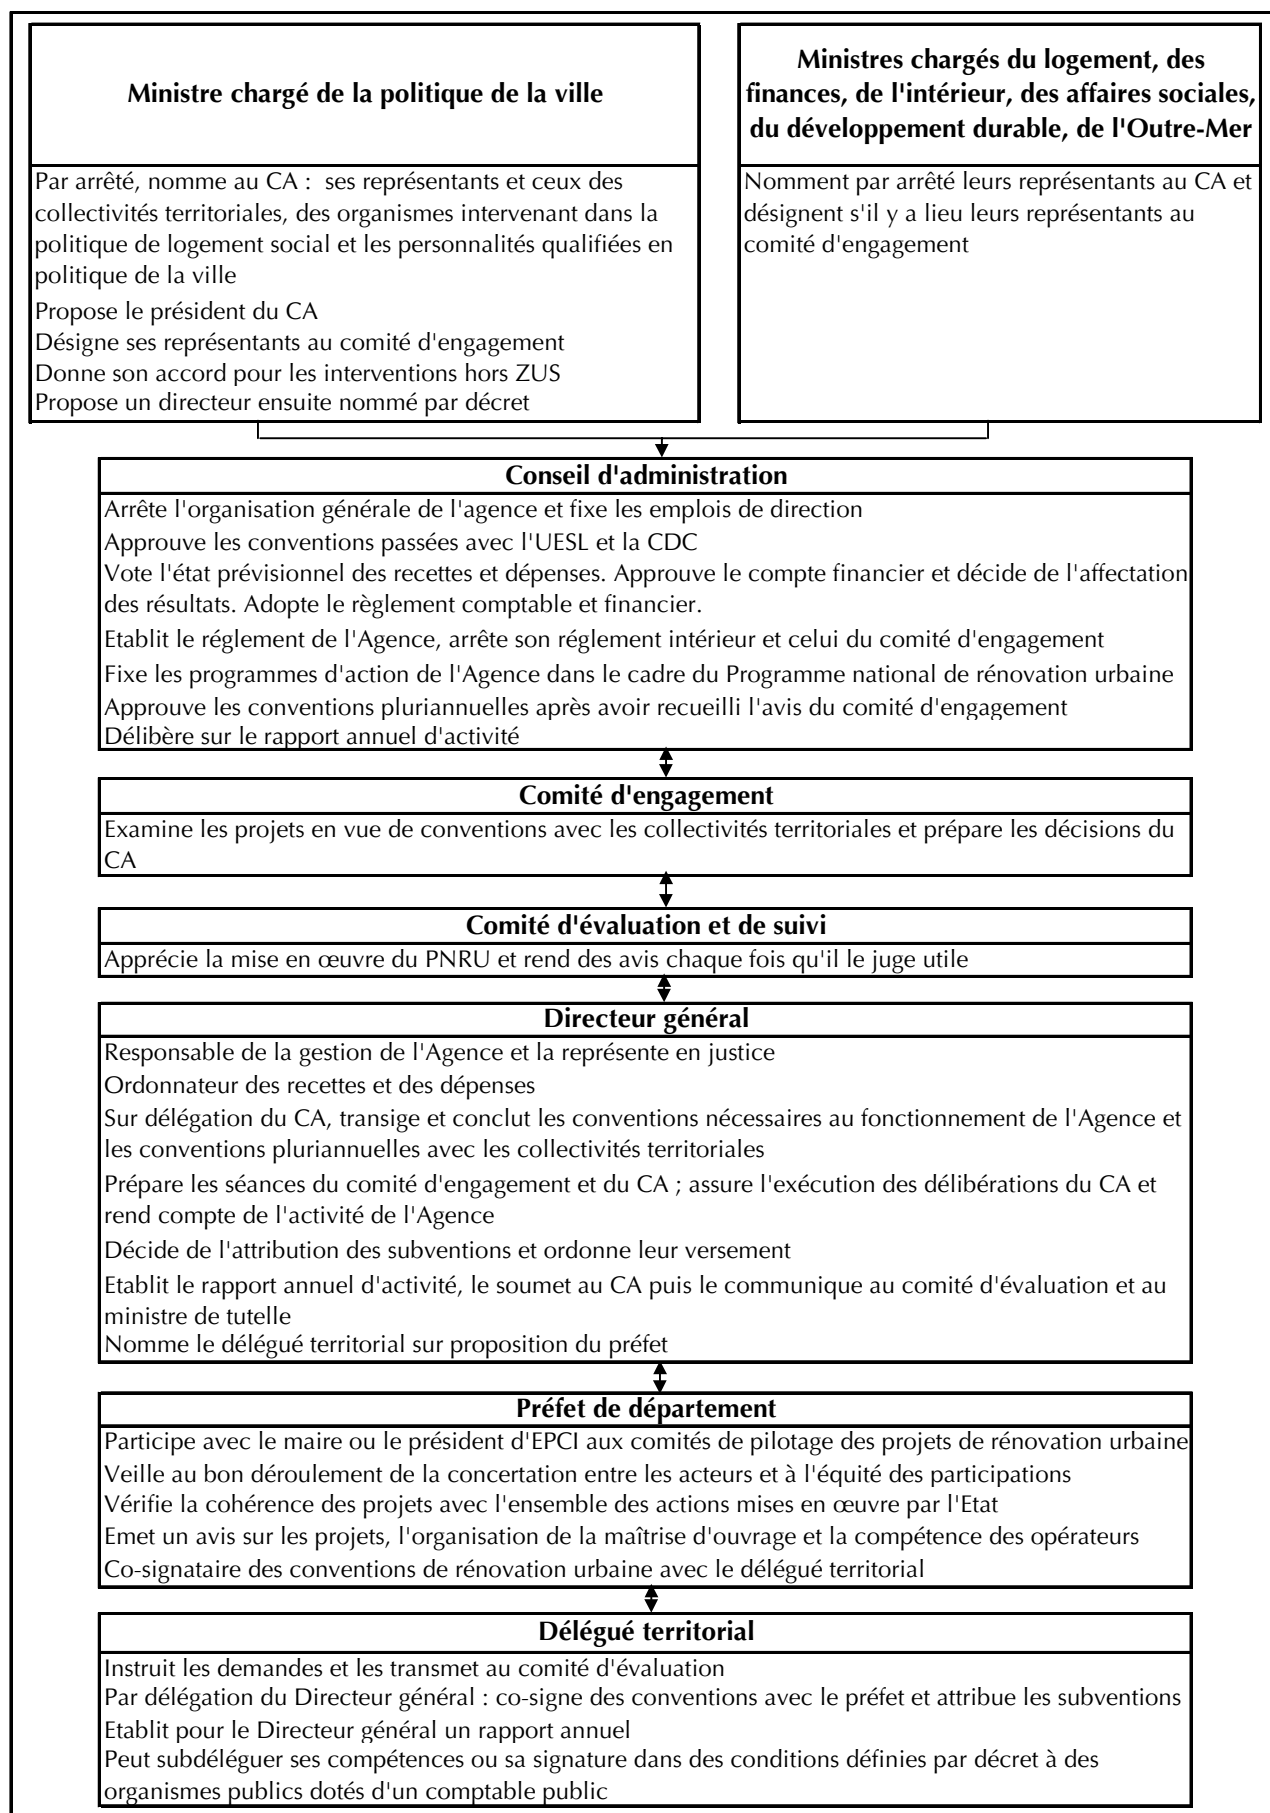 Ministre chargé de la politique de la ville
Par arrêté, nomme au CA :  ses représentants et ceux des
collectivités territoriales, des organismes intervenant dans la
politique de logement social et les personnalités qualifiées en
politique de la ville
Propose le président du CA
Désigne ses représentants au comité d'engagement
Donne son accord pour les interventions hors ZUS
Propose un directeur ensuite nommé par décret
Ministres chargés du logement, des
finances, de l'intérieur, des affaires sociales,
du développement durable, de l'Outre-Mer
Nomment par arrêté leurs représentants au CA et
désignent s'il y a lieu leurs représentants au
comité d'engagement
Conseil d'administration
Arrête l'organisation générale de l'agence et fixe les emplois de direction
Approuve les conventions passées avec l'UESL et la CDC
Vote l'état prévisionnel des recettes et dépenses. Approuve le compte financier et décide de l'affectation
des résultats. Adopte le règlement comptable et financier.
Etablit le réglement de l'Agence, arrête son réglement intérieur et celui du comité d'engagement
Fixe les programmes d'action de l'Agence dans le cadre du Programme national de rénovation urbaine
Approuve les conventions pluriannuelles après avoir recueilli l'avis du comité d'engagement
Délibère sur le rapport annuel d'activité
Comité d'engagement
Examine les projets en vue de conventions avec les collectivités territoriales et prépare les décisions du
CA
Comité d'évaluation et de suivi
Apprécie la mise en œuvre du PNRU et rend des avis chaque fois qu'il le juge utile
Directeur général
Responsable de la gestion de l'Agence et la représente en justice
Ordonnateur des recettes et des dépenses
Sur délégation du CA, transige et conclut les conventions nécessaires au fonctionnement de l'Agence et
les conventions pluriannuelles avec les collectivités territoriales
Prépare les séances du comité d'engagement et du CA ; assure l'exécution des délibérations du CA et
rend compte de l'activité de l'Agence
Décide de l'attribution des subventions et ordonne leur versement
Etablit le rapport annuel d'activité, le soumet au CA puis le communique au comité d'évaluation et au
ministre de tutelle
Nomme le délégué territorial sur proposition du préfet
Préfet de département
Participe avec le maire ou le président d'EPCI aux comités de pilotage des projets de rénovation urbaine
Veille au bon déroulement de la concertation entre les acteurs et à l'équité des participations
Vérifie la cohérence des projets avec l'ensemble des actions mises en œuvre par l'Etat
Emet un avis sur les projets, l'organisation de la maîtrise d'ouvrage et la compétence des opérateurs
Co-signataire des conventions de rénovation urbaine avec le délégué territorial
Délégué territorial
Instruit les demandes et les transmet au comité d'évaluation
Par délégation du Directeur général : co-signe des conventions avec le préfet et attribue les subventions
Etablit pour le Directeur général un rapport annuel
Peut subdéléguer ses compétences ou sa signature dans des conditions définies par décret à des
organismes publics dotés d'un comptable public